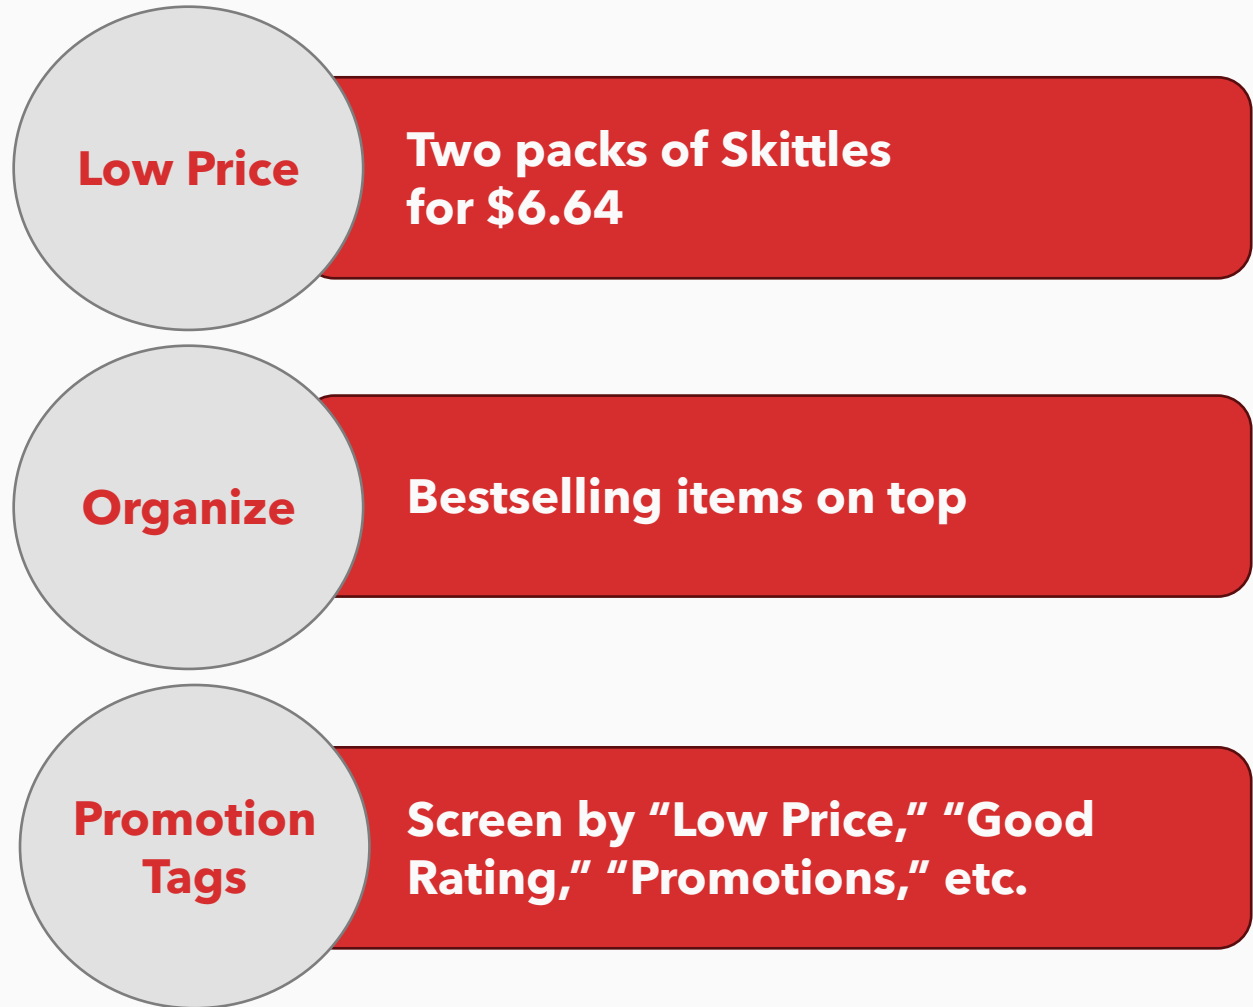 Low Price
Two packs of Skittles
for $6.64
Organize
Bestselling items on top
Promotion
Tags
Screen by “Low Price,” “Good
Rating,” “Promotions,” etc.